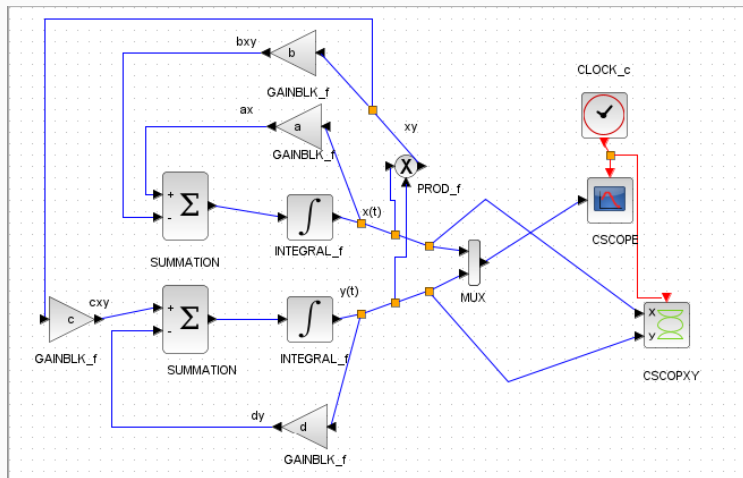 bxy
b
GAINBLK_f
CLOCK_c
ax
a
GAINBLK_f
xy
X
PROD_f
+
-
Σ
∫
x(t)
INTEGRAL_f
SUMMATION
CSCOPE
MUX
cxy
c
GAINBLK_f
+
-
Σ
∫
y(t)
INTEGRAL_f
SUMMATION
X
Y
CSCOPXY
dy
d
GAINBLK_f